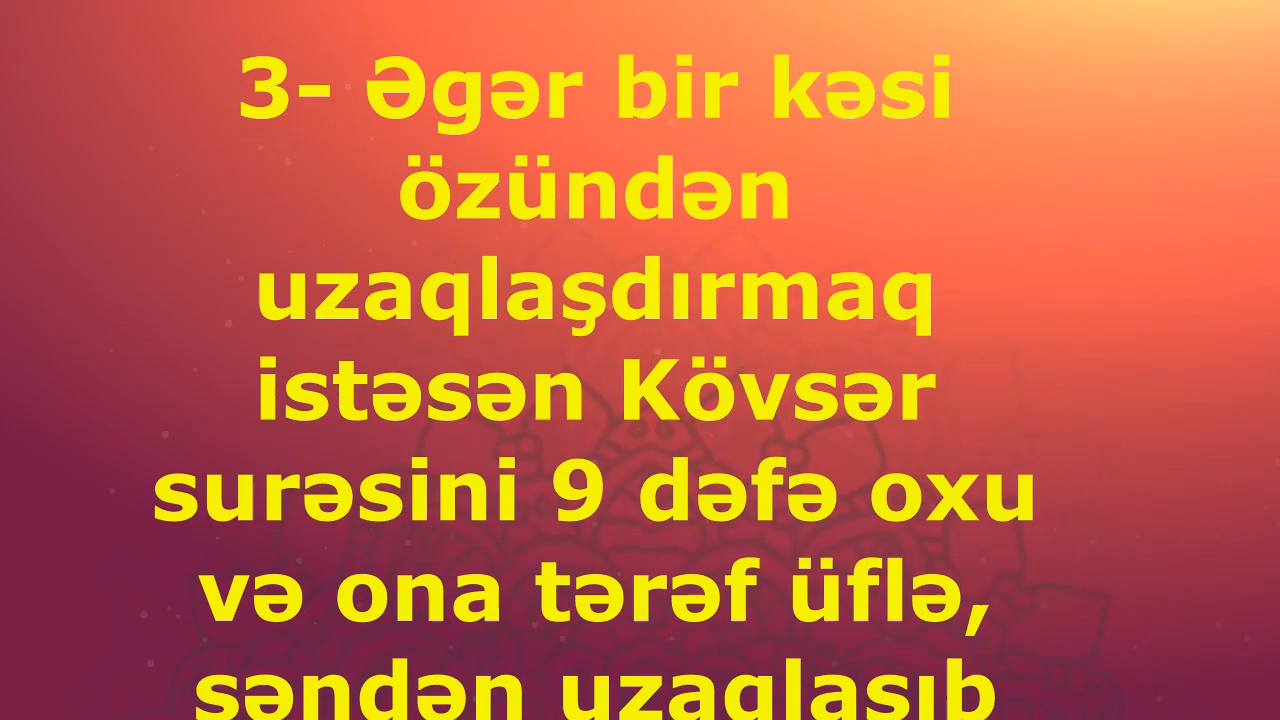 3- Əgər bir kəsi
özündən
uzaqlaşdırmaq
istəsən Kövsər
surəsini 9 dəfə oxu
və ona tərəf üflə,
səndən uzaqlaşıb